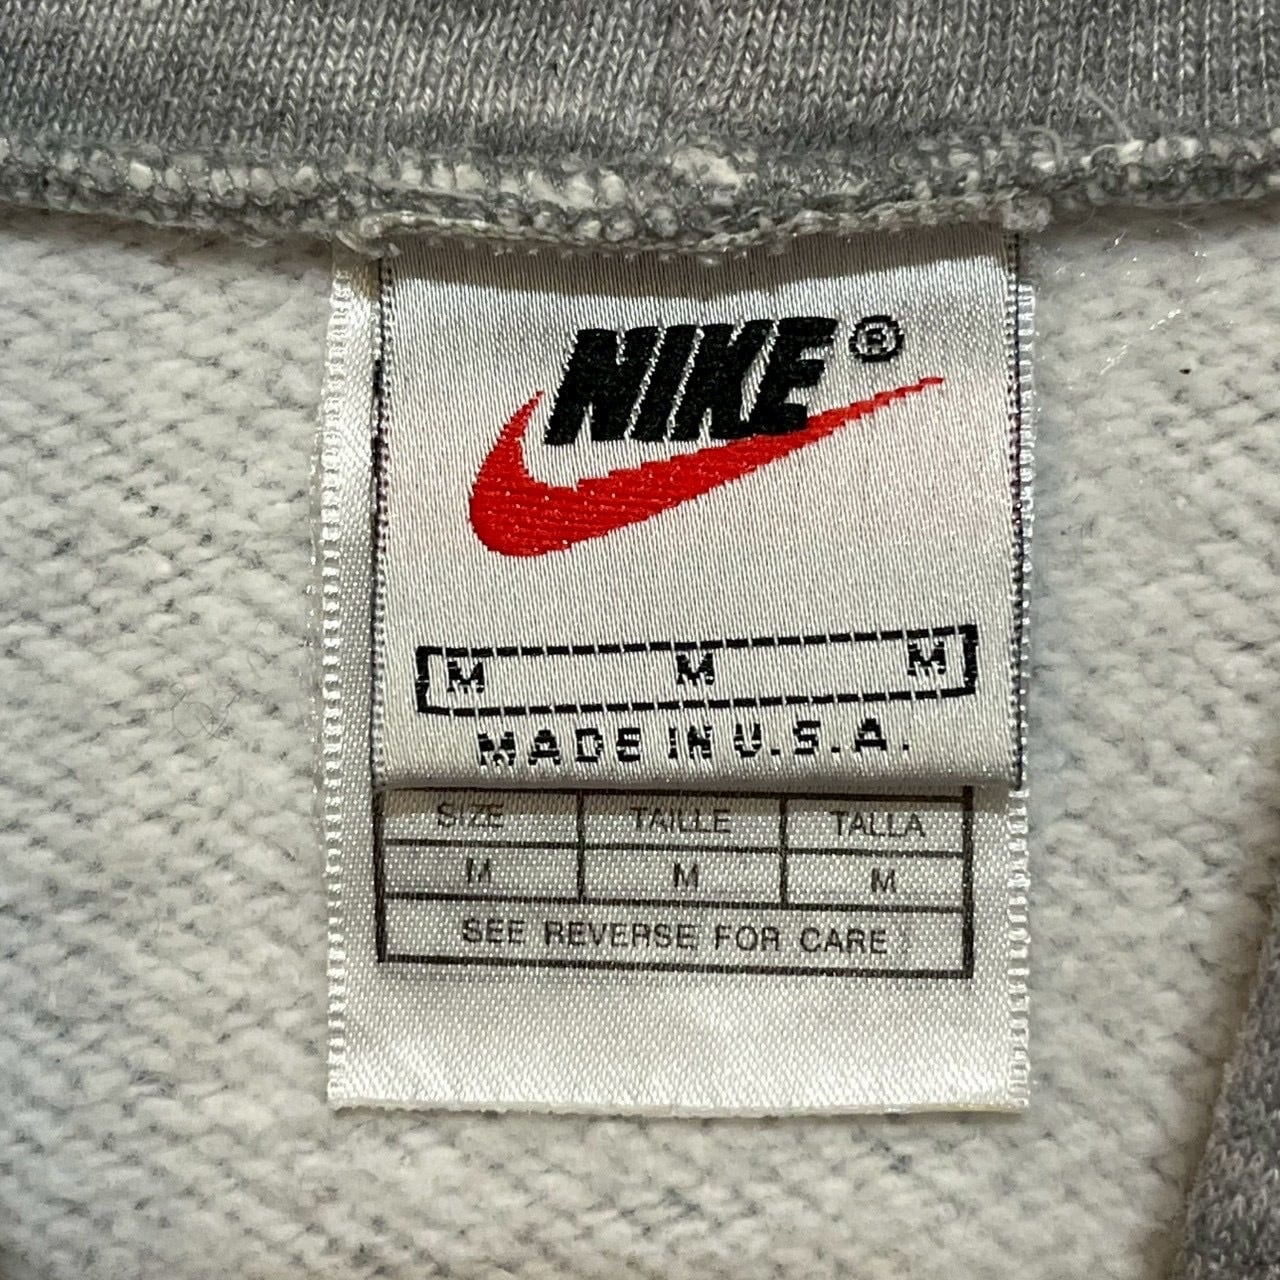 NIKE®
M M M
MADE IN U.S.A.
SIZE TAILLE TALLA
M M M
SEE REVERSE FOR CARE